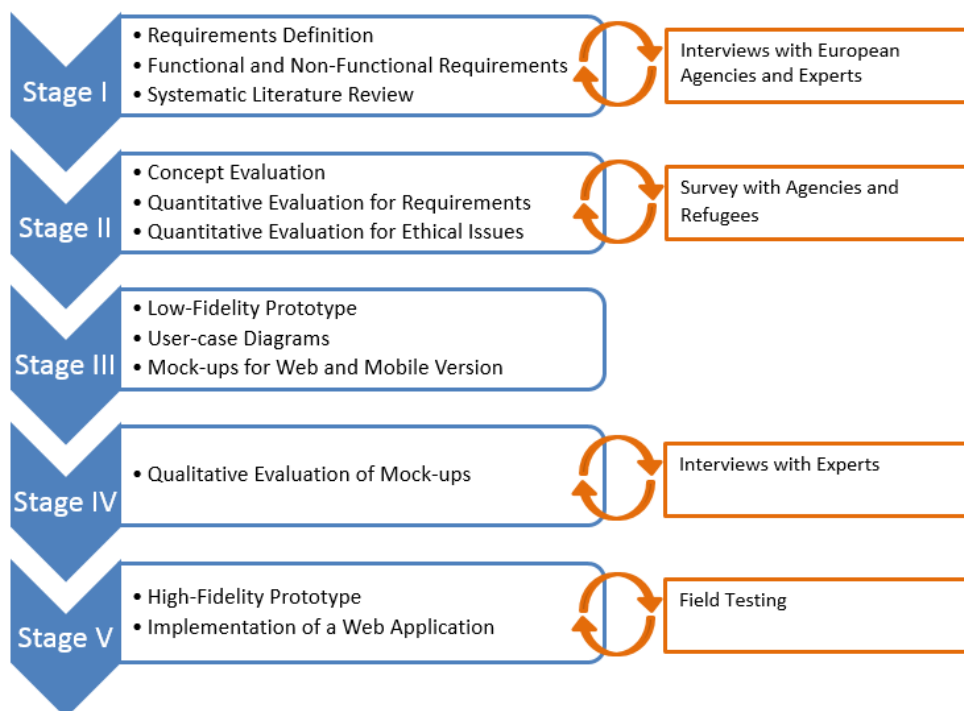 Stage I
• Requirements Definition
• Functional and Non-Functional Requirements
• Systematic Literature Review
Interviews with European
Agencies and Experts
Stage II
• Concept Evaluation
• Quantitative Evaluation for Requirements
• Quantitative Evaluation for Ethical Issues
Survey with Agencies and
Refugees
Stage III
• Low-Fidelity Prototype
• User-case Diagrams
• Mock-ups for Web and Mobile Version
Stage IV
• Qualitative Evaluation of Mock-ups
Interviews with Experts
Stage V
• High-Fidelity Prototype
• Implementation of a Web Application
Field Testing